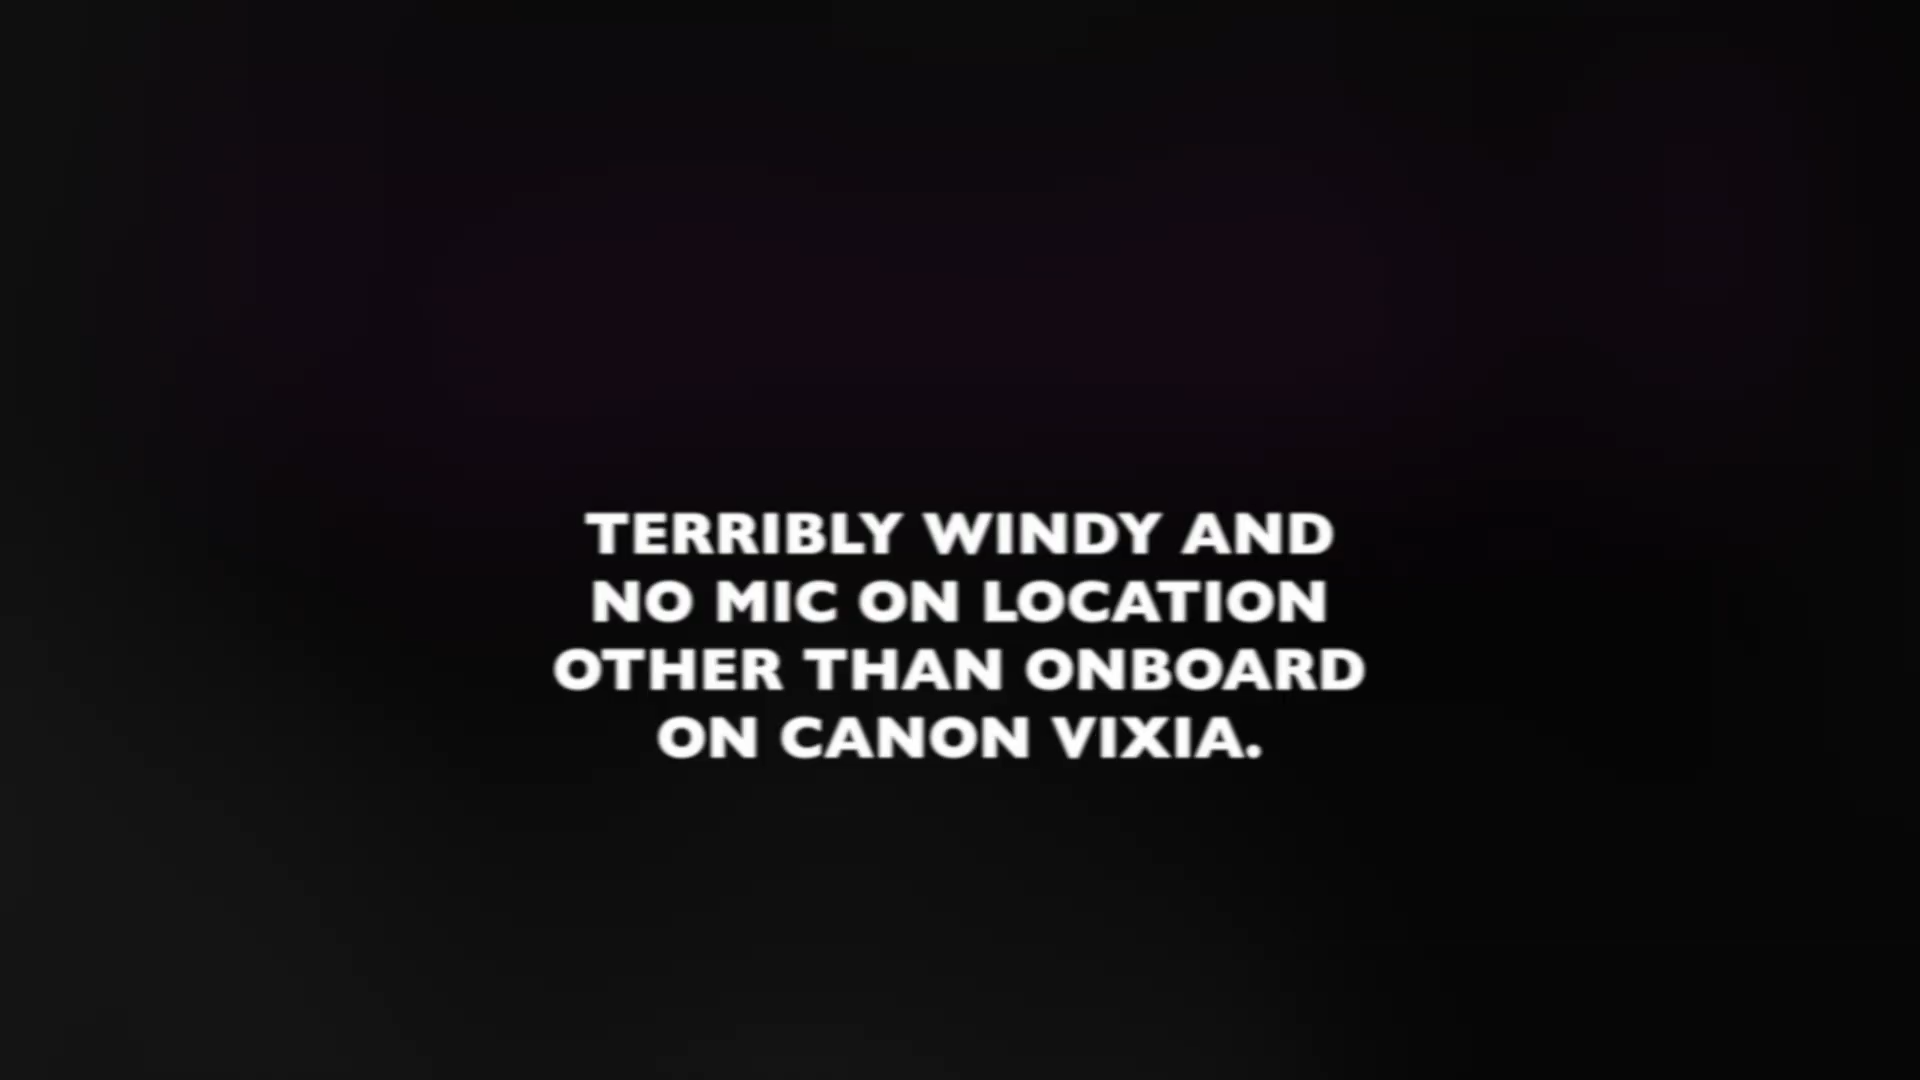 TERRIBLY WINDY AND
NO MIC ON LOCATION
OTHER THAN ONBOARD
ON CANON VIXIA.